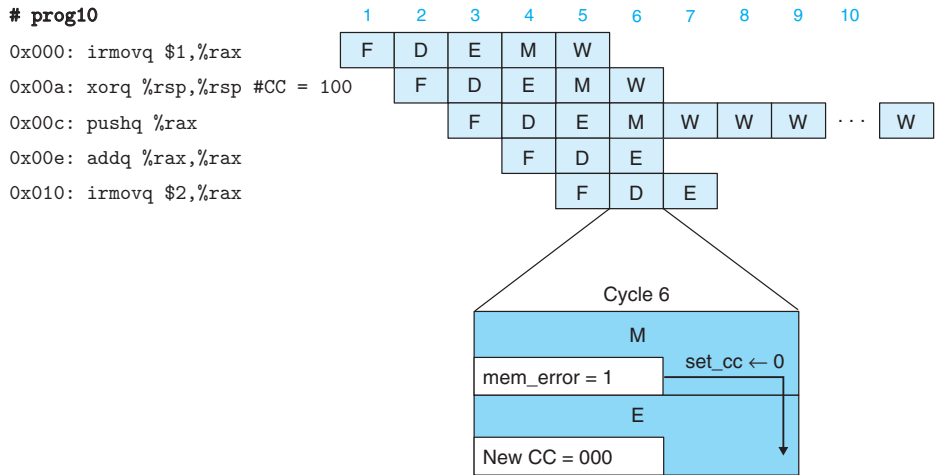 # prog10 1 2 3 4 5 6 7 8 9 10
0x000: irmovq $1,%rax F D E M W
0x00a: xorq %rsp,%rsp #CC = 100 F D E M W
0x00c: pushq %rax F D E M W W W ··· W
0x00e: addq %rax,%rax F D E
0x010: irmovq $2,%rax F D E
Cycle 6
M
mem_error = 1 set_cc ← 0
E
New CC = 000